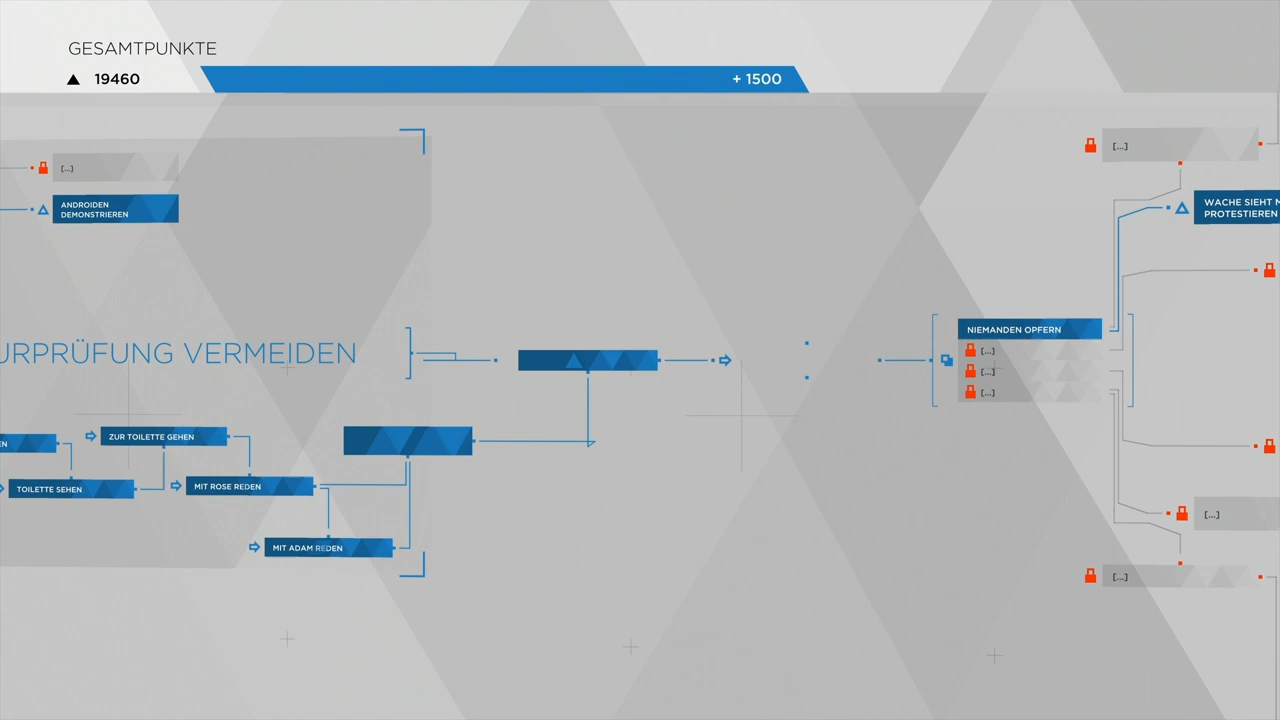 GESAMTPUNKTE
▲ 19460
+ 1500
[...]
ANDROIDEN
DEMONSTRIEREN
[...]
WACHE SIEHT
PROTESTIEREN
NIEMANDEN OPFERN
[...]
[...]
[...]
URPRÜFUNG VERMEIDEN
EN
ZUR TOILETTE GEHEN
TOILETTE SEHEN
MIT ROSE REDEN
MIT ADAM REDEN
[...]
[...]